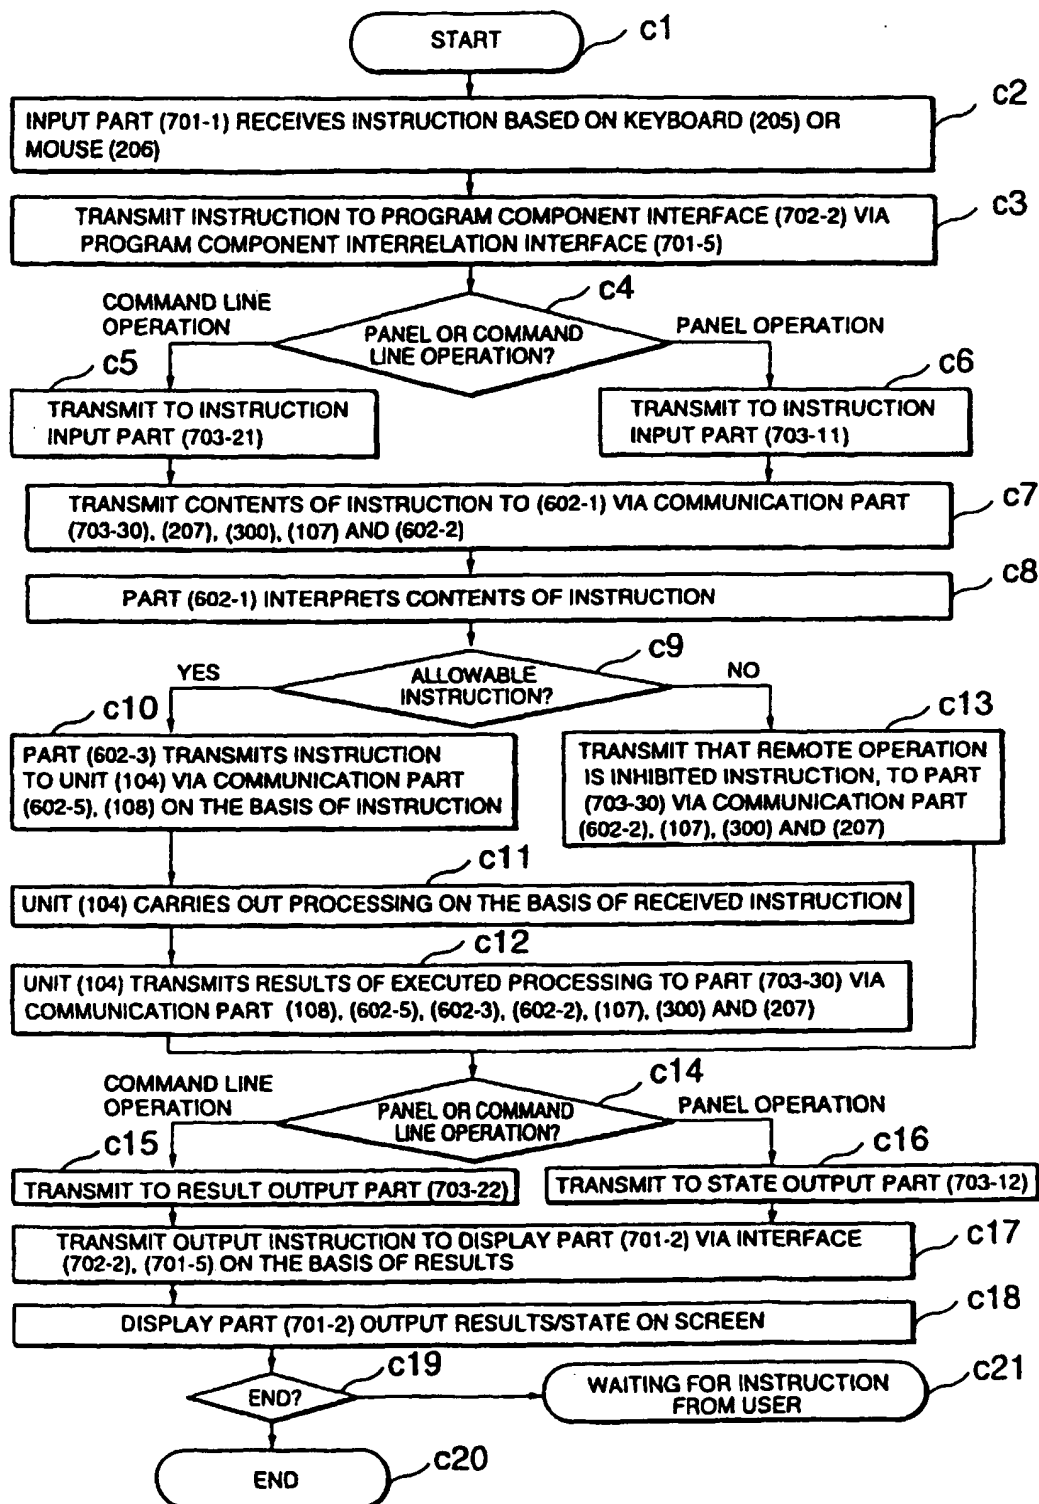 START
c1
c2
INPUT PART (701-1) RECEIVES INSTRUCTION BASED ON KEYBOARD (205) OR
MOUSE (206)
c3
TRANSMIT INSTRUCTION TO PROGRAM COMPONENT INTERFACE (702-2) VIA
PROGRAM COMPONENT INTERRELATION INTERFACE (701-5)
c4
COMMAND LINE
OPERATION
PANEL OR COMMAND
LINE OPERATION?
PANEL OPERATION
c5
TRANSMIT TO INSTRUCTION
INPUT PART (703-21)
c6
TRANSMIT TO INSTRUCTION
INPUT PART (703-11)
c7
TRANSMIT CONTENTS OF INSTRUCTION TO (602-1) VIA COMMUNICATION PART
(703-30), (207), (300), (107) AND (602-2)
c8
PART (602-1) INTERPRETS CONTENTS OF INSTRUCTION
c9
YES
ALLOWABLE
INSTRUCTION?
NO
c10
PART (602-3) TRANSMITS INSTRUCTION
TO UNIT (104) VIA COMMUNICATION PART
(602-5), (108) ON THE BASIS OF INSTRUCTION
c13
TRANSMIT THAT REMOTE OPERATION
IS INHIBITED INSTRUCTION, TO PART
(703-30) VIA COMMUNICATION PART
(602-2), (107), (300) AND (207)
c11
UNIT (104) CARRIES OUT PROCESSING ON THE BASIS OF RECEIVED INSTRUCTION
c12
UNIT (104) TRANSMITS RESULTS OF EXECUTED PROCESSING TO PART (703-30) VIA
COMMUNICATION PART (108), (602-5), (602-3), (602-2), (107), (300) AND (207)
c14
COMMAND LINE
OPERATION
PANEL OR COMMAND
LINE OPERATION?
PANEL OPERATION
c15
TRANSMIT TO RESULT OUTPUT PART (703-22)
c16
TRANSMIT TO STATE OUTPUT PART (703-12)
c17
TRANSMIT OUTPUT INSTRUCTION TO DISPLAY PART (701-2) VIA INTERFACE
(702-2), (701-5) ON THE BASIS OF RESULTS
c18
DISPLAY PART (701-2) OUTPUT RESULTS/STATE ON SCREEN
c19
END?
c21
WAITING FOR INSTRUCTION
FROM USER
END
c20